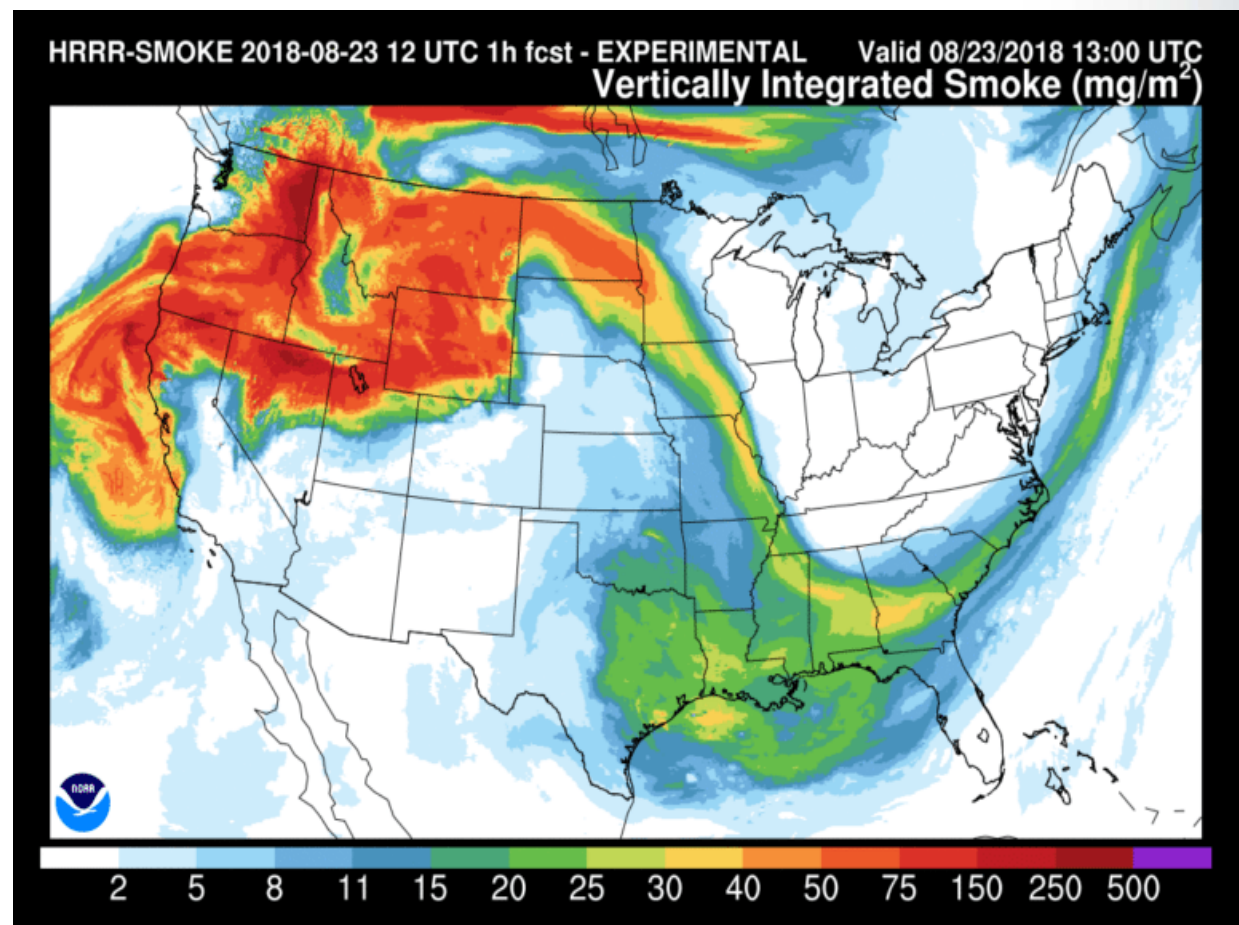 HRRR-SMOKE 2018-08-23 12 UTC 1h fcst - EXPERIMENTAL Valid 08/23/2018 13:00 UTC
Vertically Integrated Smoke (mg/m²)
NOAA
2 5 8 11 15 20 25 30 40 50 75 150 250 500